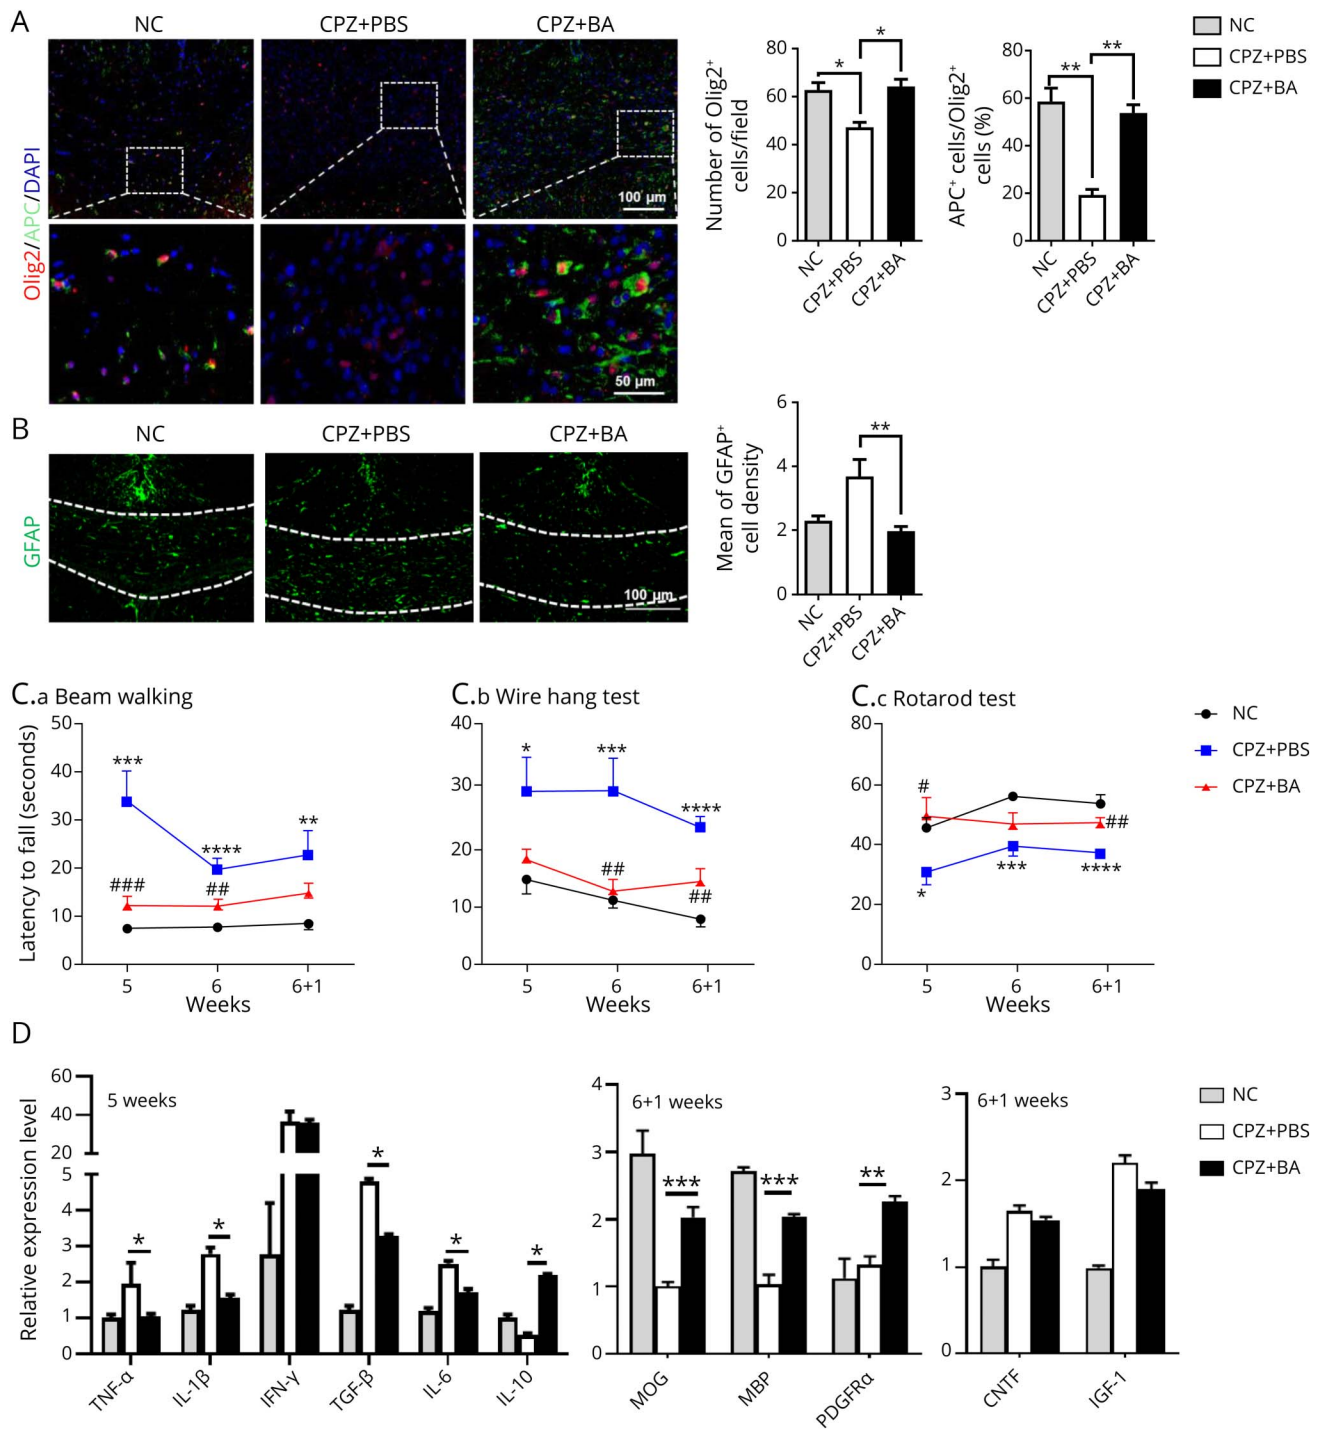 A
NC
CPZ+PBS
CPZ+BA
Olig2/APC/DAPI
100 µm
50 µm
Number of Olig2+
cells/field
80
60
40
20
0
*
*
NC
CPZ+PBS
CPZ+BA
APC+ cells/Olig2+
cells (%)
80
60
40
20
0
**
**
NC
CPZ+PBS
CPZ+BA
NC
CPZ+PBS
CPZ+BA
B
NC
CPZ+PBS
CPZ+BA
GFAP
100 µm
Mean of GFAP+
cell density
6
4
2
0
**
NC
CPZ+PBS
CPZ+BA
C.a Beam walking
Latency to fall (seconds)
50
40
30
20
10
0
***
****
**
###
##
5
6
6+1
Weeks
C.b Wire hang test
40
30
20
10
0
*
***
****
##
##
5
6
6+1
Weeks
C.c Rotarod test
80
60
40
20
0
#
##
*
***
****
5
6
6+1
Weeks
NC
CPZ+PBS
CPZ+BA
D
Relative expression level
60
40
20
5
4
3
2
1
0
5 weeks
*
*
*
*
*
TNF-α
IL-1β
IFN-γ
TGF-β
IL-6
IL-10
4
3
2
1
0
6+1 weeks
***
***
**
MOG
MBP
PDGFRα
3
2
1
0
6+1 weeks
CNTF
IGF-1
NC
CPZ+PBS
CPZ+BA